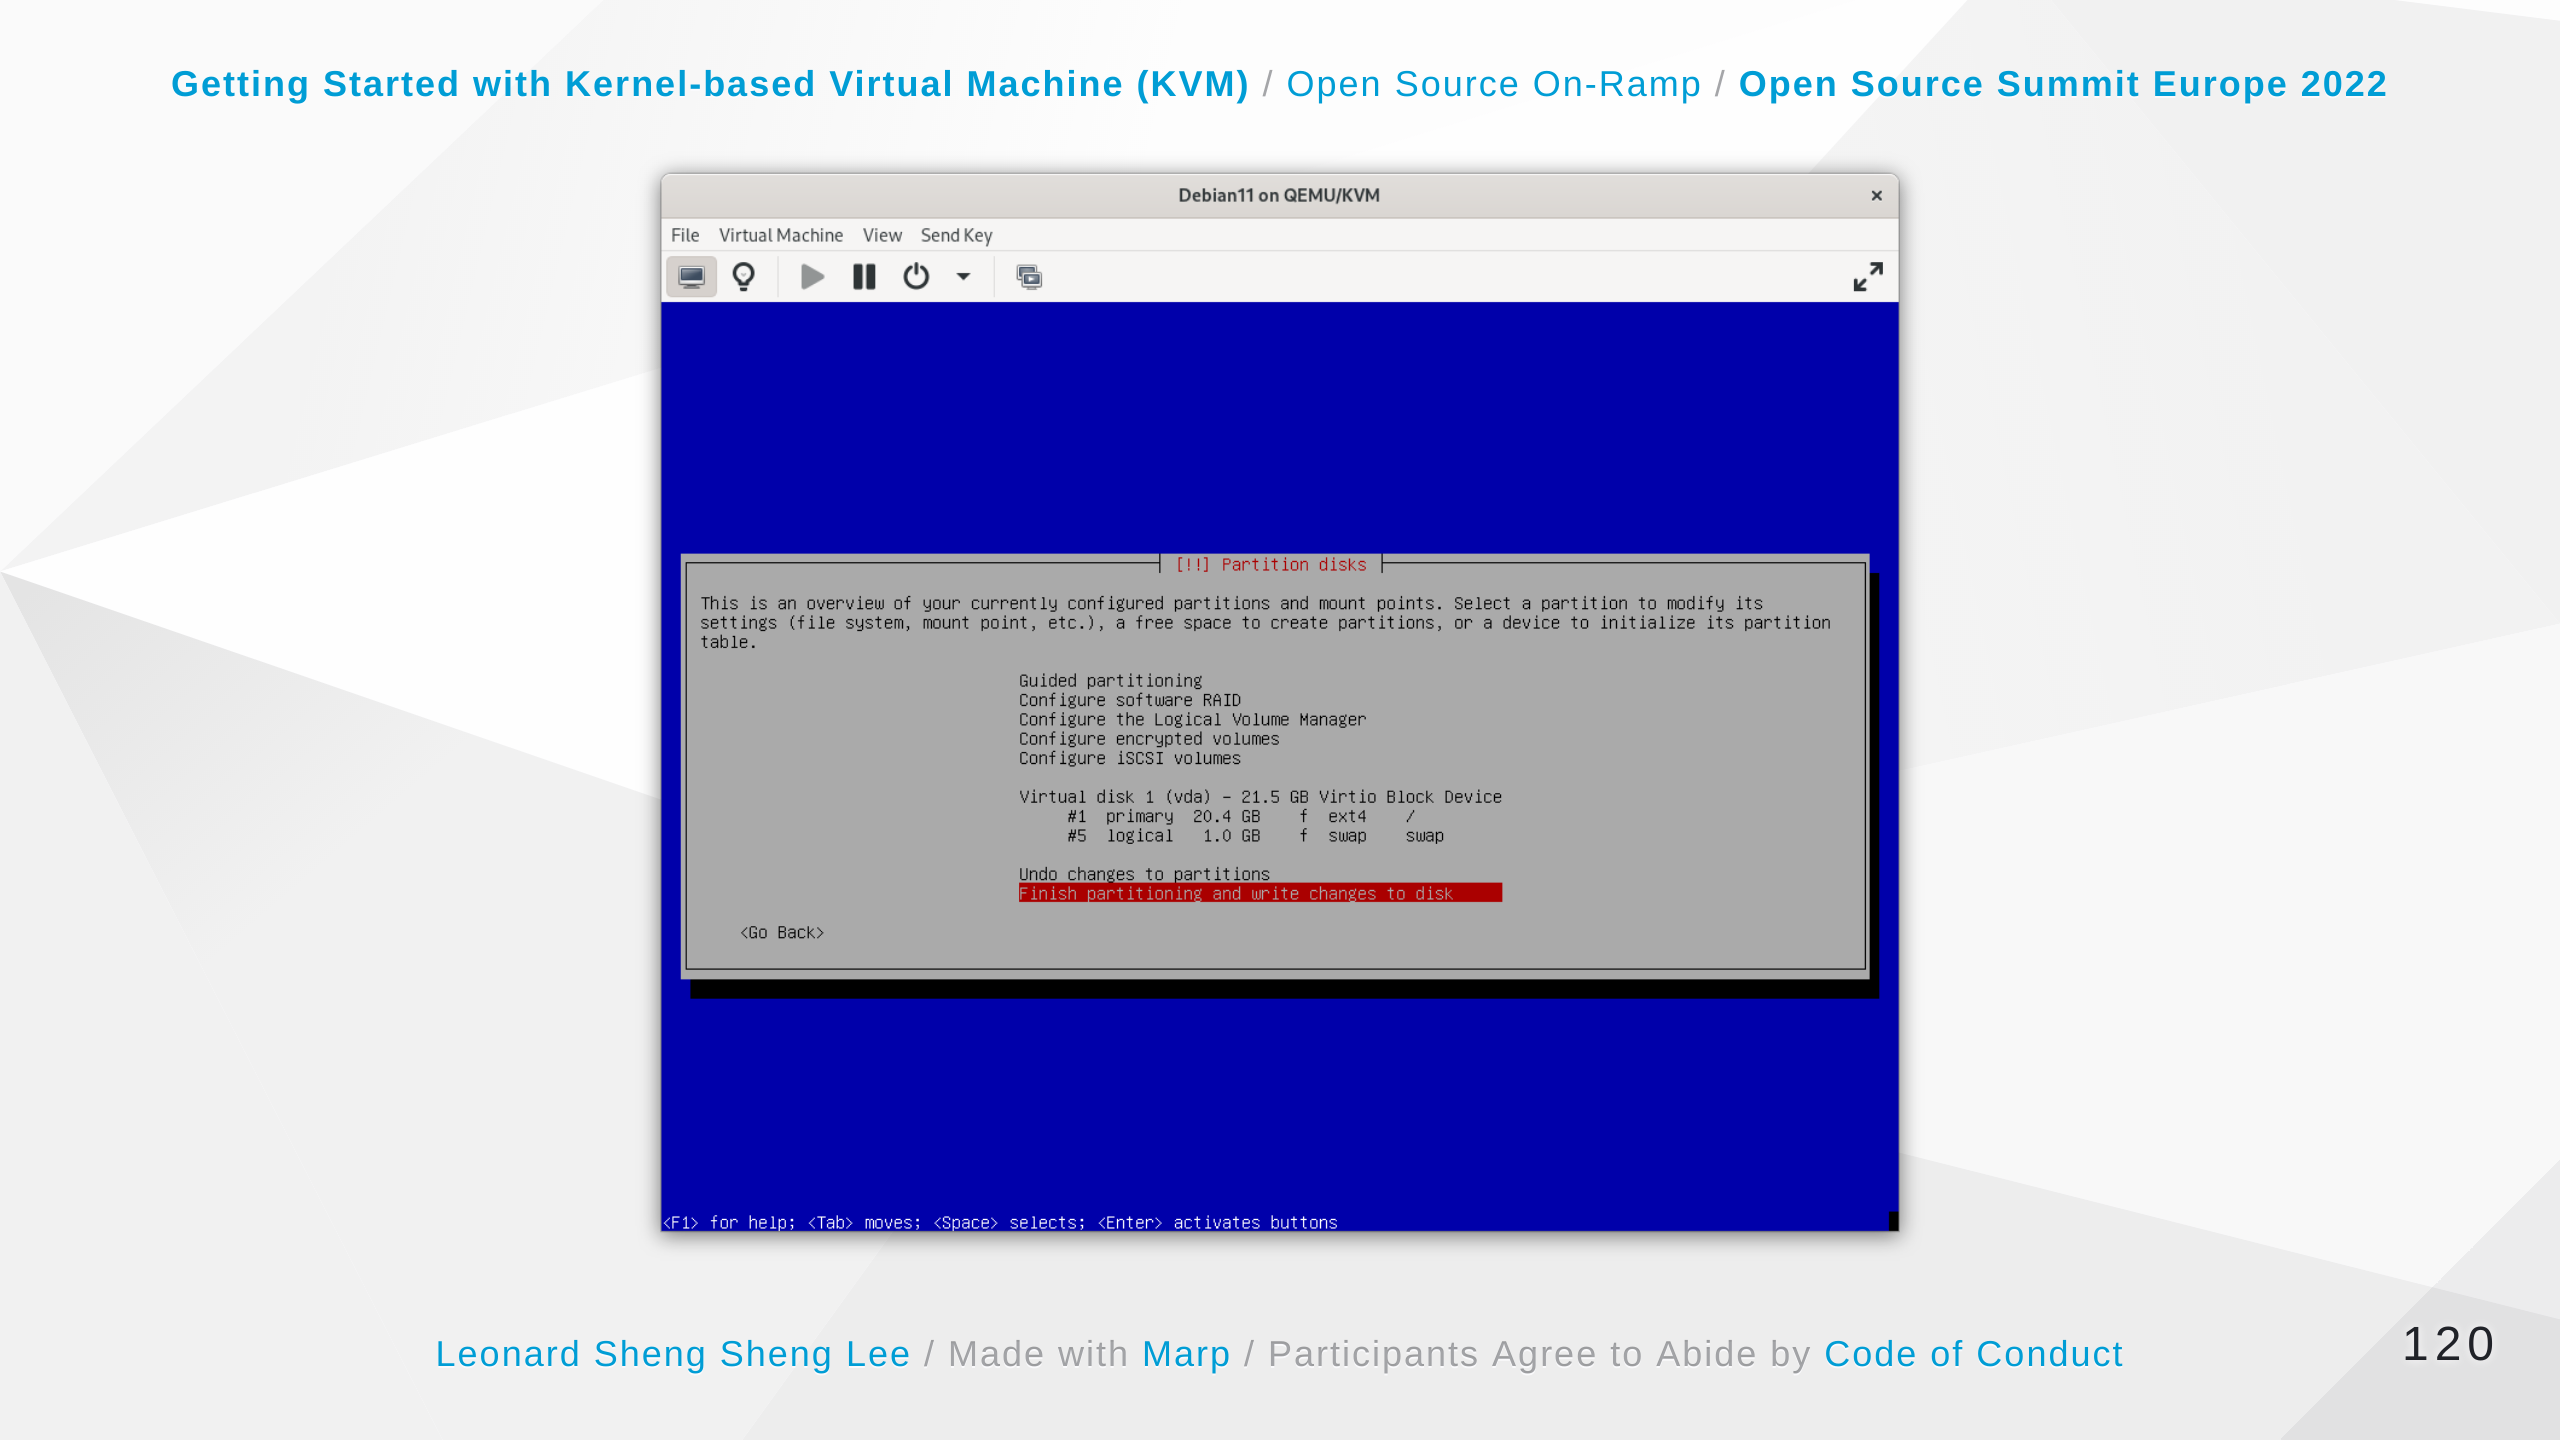 Getting Started with Kernel-based Virtual Machine (KVM) / Open Source On-Ramp / Open Source Summit Europe 2022
Debian11 on QEMU/KVM
File Virtual Machine View Send Key
[!!] Partition disks
This is an overview of your currently configured partitions and mount points. Select a partition to modify its
settings (file system, mount point, etc.), a free space to create partitions, or a device to initialize its partition
table.
Guided partitioning
Configure software RAID
Configure the Logical Volume Manager
Configure encrypted volumes
Configure iSCSI volumes
Virtual disk 1 (vda) - 21.5 GB Virtio Block Device
#1 primary 20.4 GB f ext4 /
#5 logical 1.0 GB f swap swap
Undo changes to partitions
Finish partitioning and write changes to disk
<Go Back>
<F1> for help; <Tab> moves; <Space> selects; <Enter> activates buttons
Leonard Sheng Sheng Lee / Made with Marp / Participants Agree to Abide by Code of Conduct
120